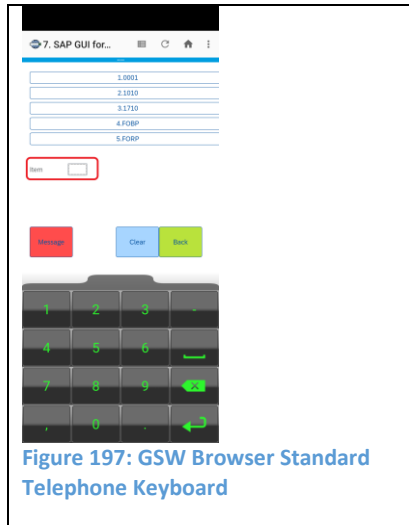 7. SAP GUI for...
1.0001
2.1010
3.1710
4.FOBP
5.FORP
Item
Message Clear Back
1 2 3 -
4 5 6
7 8 9
, 0 .
Figure 197: GSW Browser Standard
Telephone Keyboard